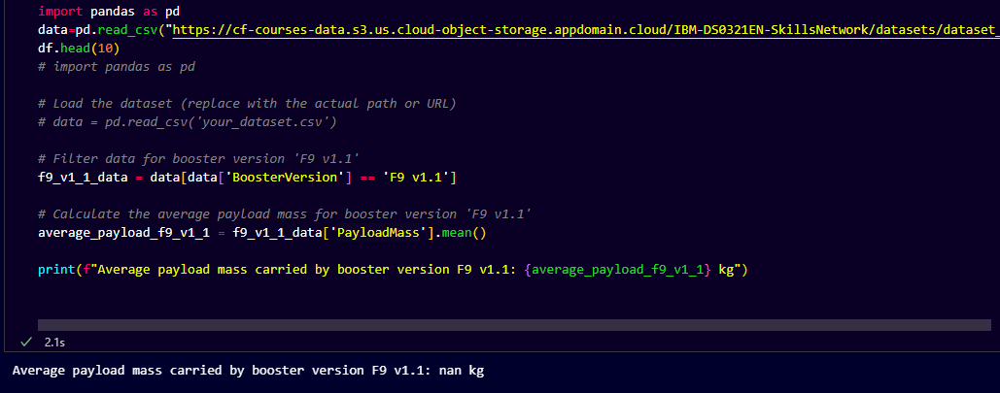 import pandas as pd
data=pd.read_csv("https://cf-courses-data.s3.us.cloud-object-storage.appdomain.cloud/IBM-DS0321EN-SkillsNetwork/datasets/dataset_
df.head(10)
# import pandas as pd
# Load the dataset (replace with the actual path or URL)
# data = pd.read_csv('your_dataset.csv')
# Filter data for booster version 'F9 v1.1'
f9_v1_1_data = data[data['BoosterVersion'] == 'F9 v1.1']
# Calculate the average payload mass for booster version 'F9 v1.1'
average_payload_f9_v1_1 = f9_v1_1_data['PayloadMass'].mean()
print(f"Average payload mass carried by booster version F9 v1.1: {average_payload_f9_v1_1} kg")
2.1s
Average payload mass carried by booster version F9 v1.1: nan kg